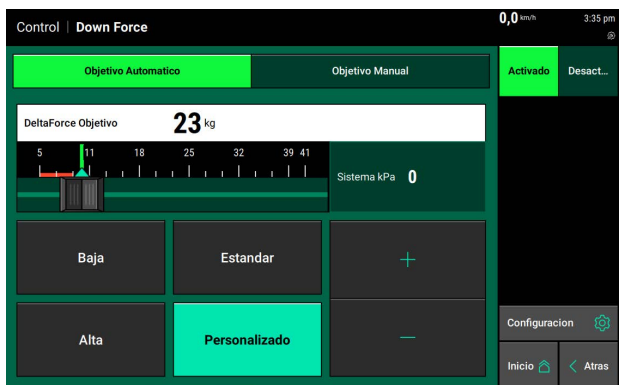 Control | Down Force
0,0 km/h
3:35 pm
Objetivo Automatico
Objetivo Manual
Activado
Desact...
DeltaForce Objetivo 23 kg
5 11 18 25 32 39 41
Sistema kPa 0
Baja
Estandar
+
Alta
Personalizado
−
Configuracion
Inicio
Atras